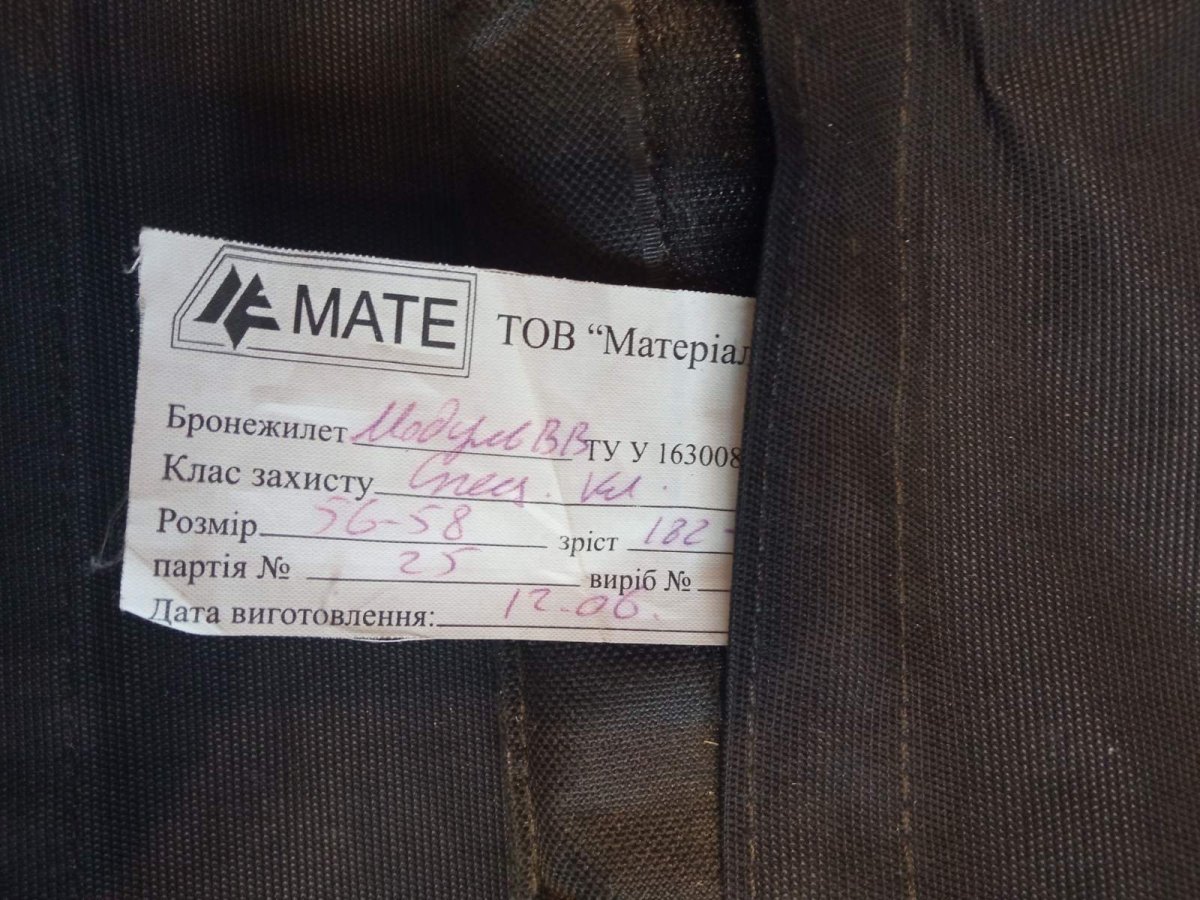 MATE ТОВ “Матеріал
Бронежилет Модуль ВВ ТУ У 163008
Клас захисту Спец. кл.
Розмір 56-58 зріст 182-
партія № 25 виріб №
Дата виготовлення: 12-06.